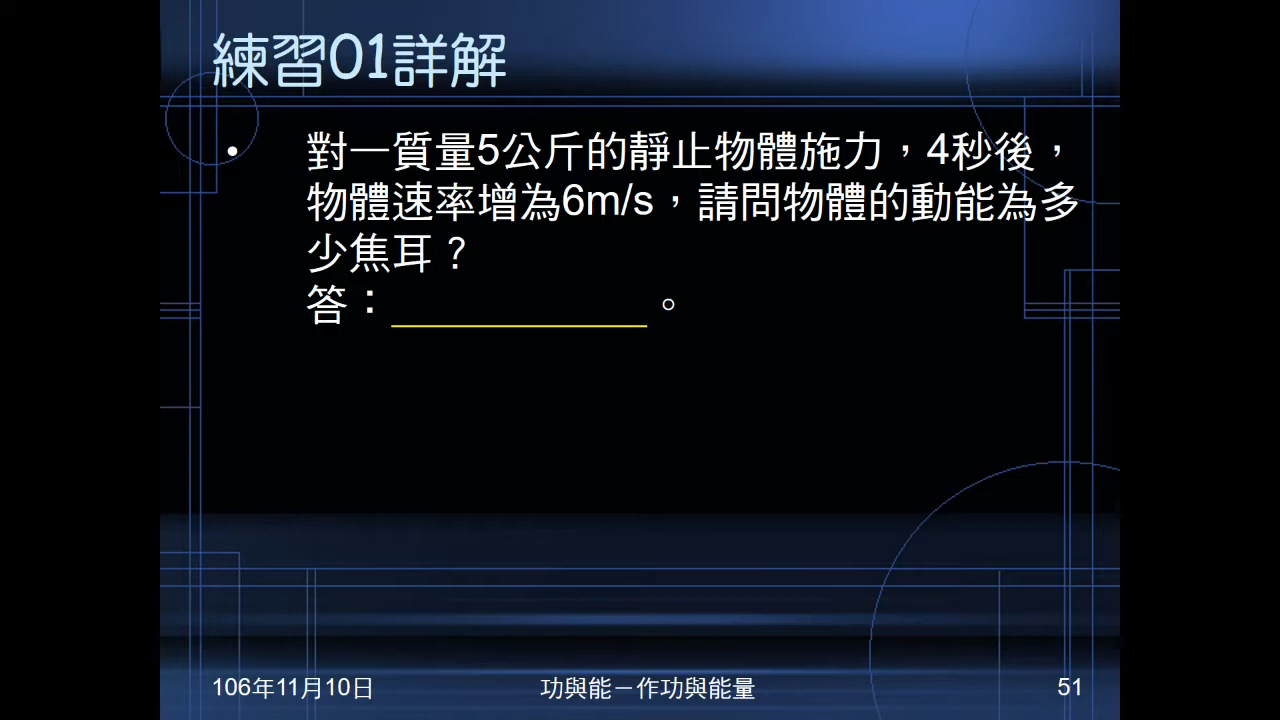 練習01詳解
• 對一質量5公斤的靜止物體施力，4秒後，
物體速率增為6m/s，請問物體的動能為多
少焦耳？
答：____________。
106年11月10日
功與能－作功與能量
51